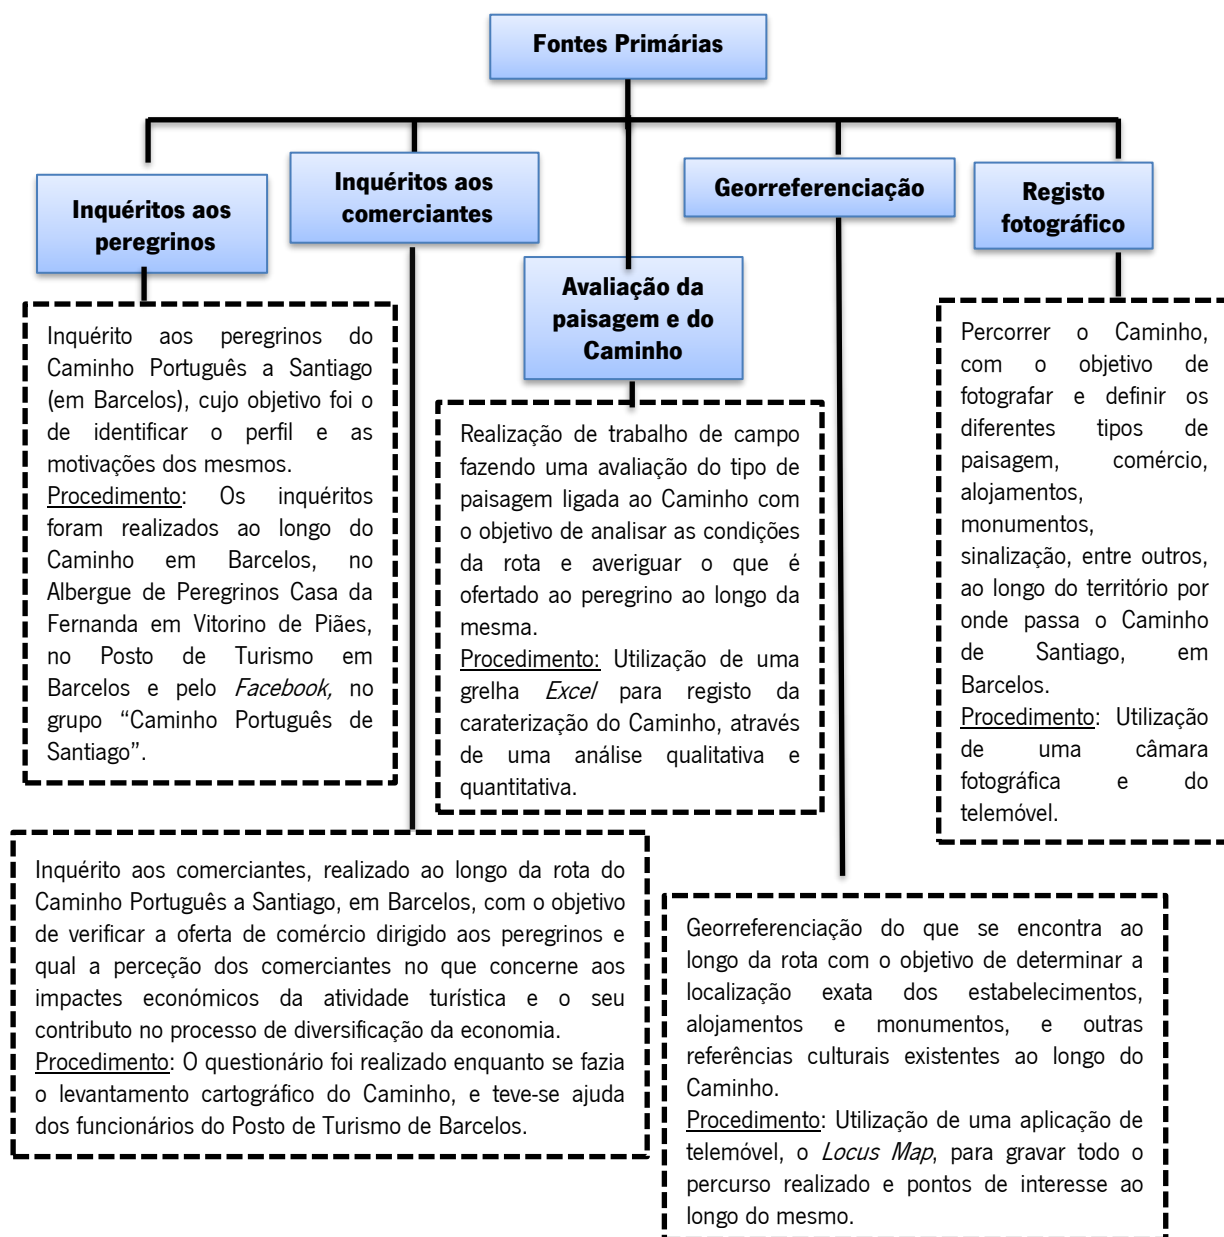 Fontes Primárias
Inquéritos aos
peregrinos
Inquéritos aos
comerciantes
Avaliação da
paisagem e do
Caminho
Georreferenciação
Registo
fotográfico
Inquérito aos peregrinos do
Caminho Português a Santiago
(em Barcelos), cujo objetivo foi o
de identificar o perfil e as
motivações dos mesmos.
Procedimento: Os inquéritos
foram realizados ao longo do
Caminho em Barcelos, no
Albergue de Peregrinos Casa da
Fernanda em Vitorino de Piães,
no Posto de Turismo em
Barcelos e pelo Facebook, no
grupo “Caminho Português de
Santiago”.
Realização de trabalho de campo
fazendo uma avaliação do tipo de
paisagem ligada ao Caminho com
o objetivo de analisar as condições
da rota e averiguar o que é
ofertado ao peregrino ao longo da
mesma.
Procedimento: Utilização de uma
grelha Excel para registo da
caraterização do Caminho, através
de uma análise qualitativa e
quantitativa.
Percorrer o Caminho,
com o objetivo de
fotografar e definir os
diferentes tipos de
paisagem, comércio,
alojamentos,
monumentos,
sinalização, entre outros,
ao longo do território por
onde passa o Caminho
de Santiago, em
Barcelos.
Procedimento: Utilização
de uma câmara
fotográfica e do
telemóvel.
Inquérito aos comerciantes, realizado ao longo da rota do
Caminho Português a Santiago, em Barcelos, com o objetivo
de verificar a oferta de comércio dirigido aos peregrinos e
qual a perceção dos comerciantes no que concerne aos
impactes económicos da atividade turística e o seu
contributo no processo de diversificação da economia.
Procedimento: O questionário foi realizado enquanto se fazia
o levantamento cartográfico do Caminho, e teve-se ajuda
dos funcionários do Posto de Turismo de Barcelos.
Georreferenciação do que se encontra ao
longo da rota com o objetivo de determinar a
localização exata dos estabelecimentos,
alojamentos e monumentos, e outras
referências culturais existentes ao longo do
Caminho.
Procedimento: Utilização de uma aplicação de
telemóvel, o Locus Map, para gravar todo o
percurso realizado e pontos de interesse ao
longo do mesmo.